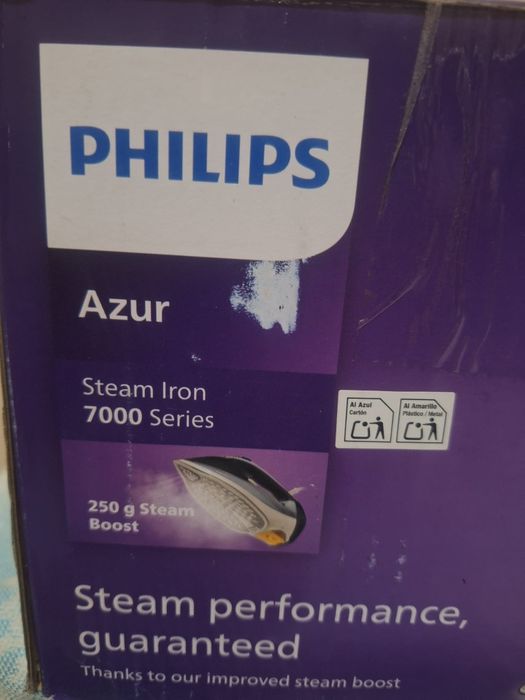 PHILIPS
Azur
Steam Iron
7000 Series
Al Azul
Cartón
Al Amarillo
Plástico / Metal
250 g Steam
Boost
Steam performance,
guaranteed
Thanks to our improved steam boost